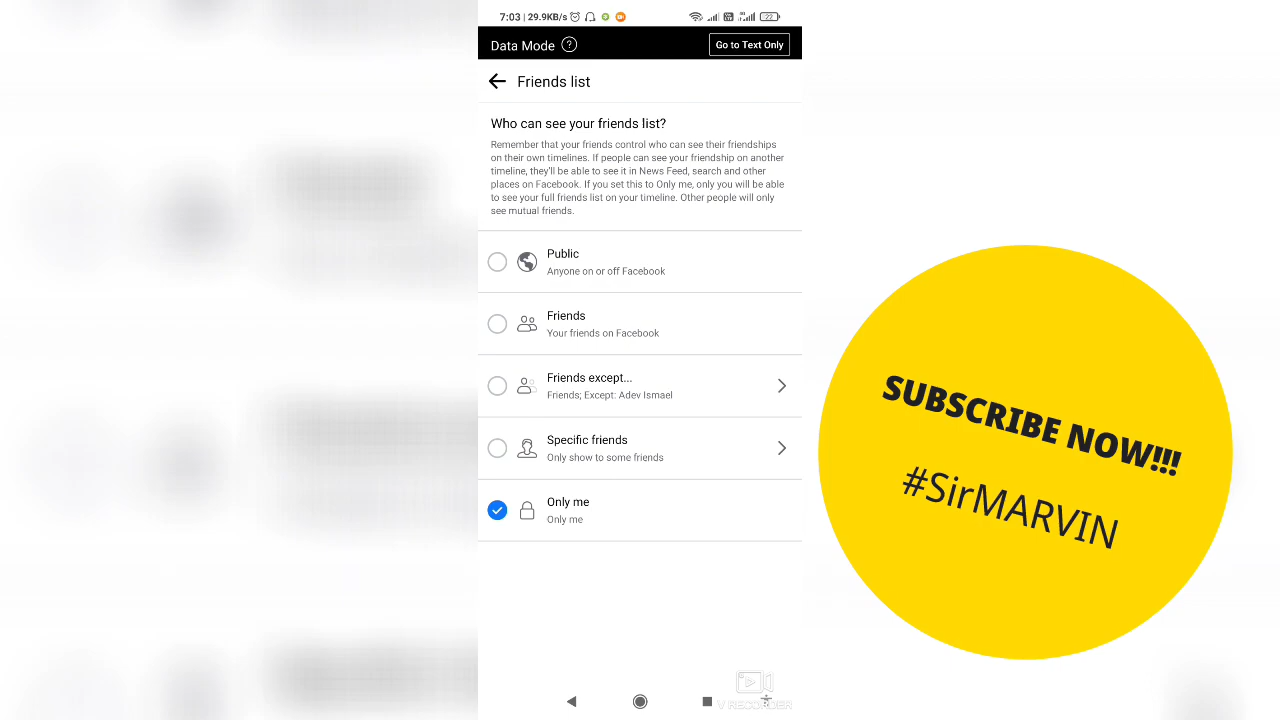 7:03 | 29.9KB/s
22
Data Mode ?
Go to Text Only
Friends list
Who can see your friends list?
Remember that your friends control who can see their friendships
on their own timelines. If people can see your friendship on another
timeline, they'll be able to see it in News Feed, search and other
places on Facebook. If you set this to Only me, only you will be able
to see your full friends list on your timeline. Other people will only
see mutual friends.
Public
Anyone on or off Facebook
Friends
Your friends on Facebook
Friends except...
Friends; Except: Adev Ismael
Specific friends
Only show to some friends
Only me
Only me
V RECORDER
SUBSCRIBE NOW!!!
#SirMARVIN